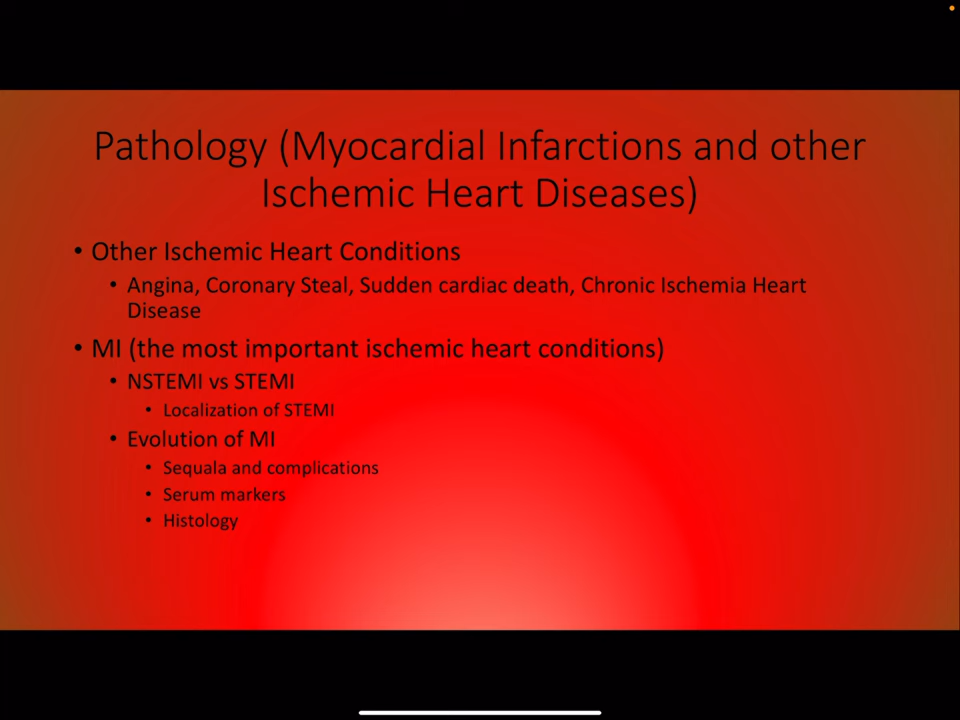 Pathology (Myocardial Infarctions and other
Ischemic Heart Diseases)
• Other Ischemic Heart Conditions
• Angina, Coronary Steal, Sudden cardiac death, Chronic Ischemia Heart
Disease
• MI (the most important ischemic heart conditions)
• NSTEMI vs STEMI
• Localization of STEMI
• Evolution of MI
• Sequala and complications
• Serum markers
• Histology